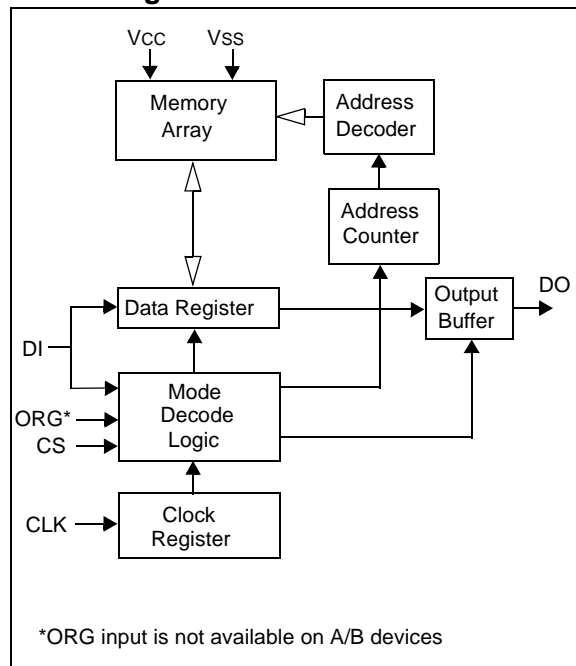 VCC
VSS
Memory
Array
Address
Decoder
Address
Counter
Data Register
Output
Buffer
DO
DI
Mode
Decode
Logic
ORG*
CS
CLK
Clock
Register
*ORG input is not available on A/B devices